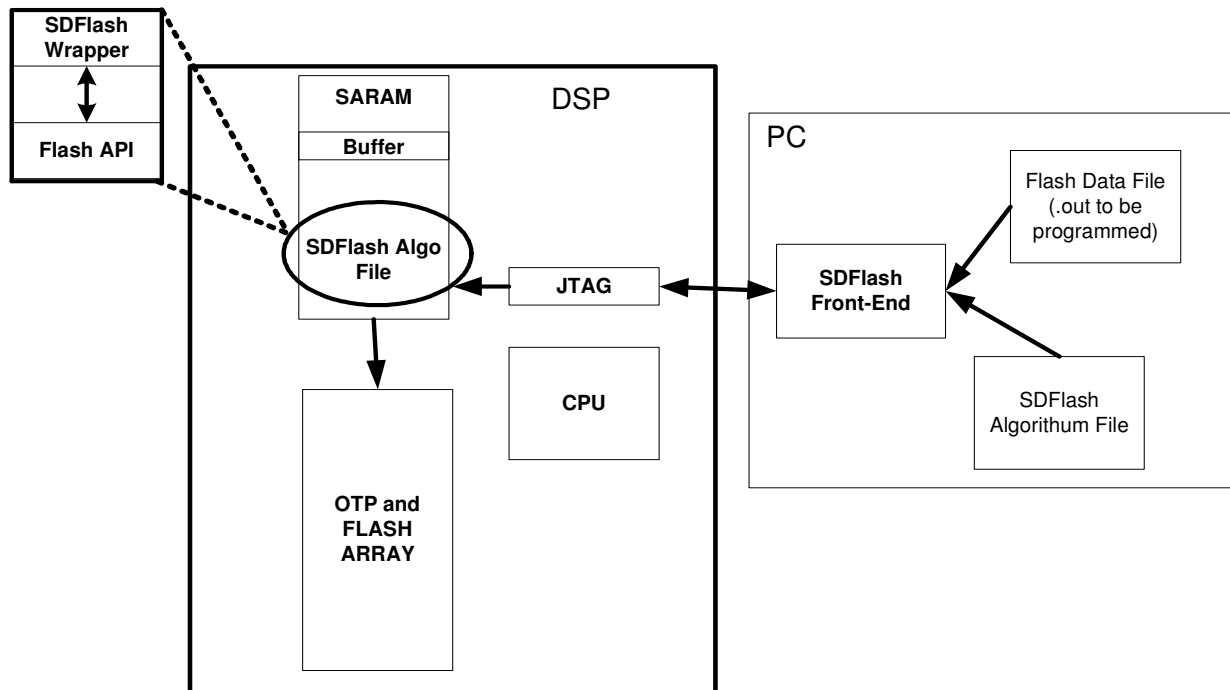 SDFlash
Wrapper
Flash API
DSP
SARAM
Buffer
SDFlash Algo
File
JTAG
CPU
OTP and
FLASH
ARRAY
PC
Flash Data File
(.out to be
programmed)
SDFlash
Front-End
SDFlash
Algorithum File